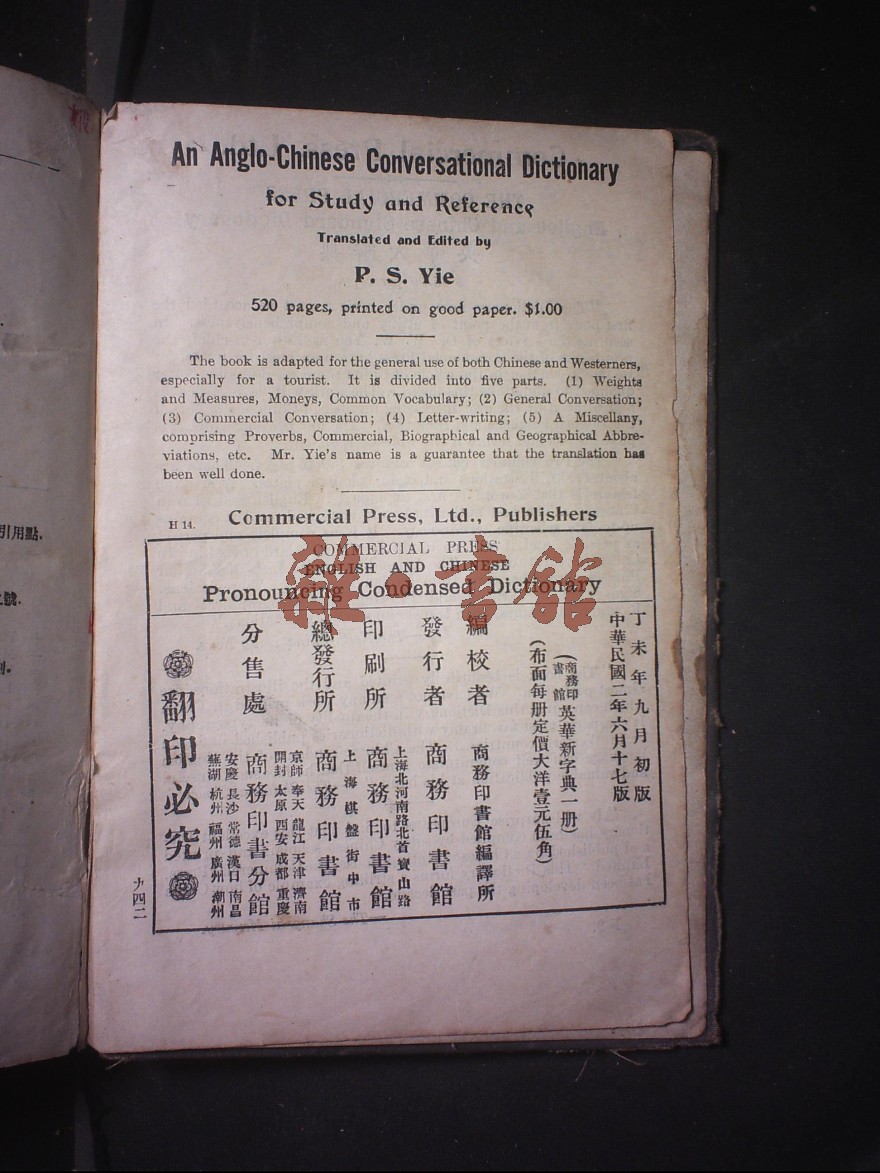 An Anglo-Chinese Conversational Dictionary
for Study and Reference
Translated and Edited by
P. S. Yie
520 pages, printed on good paper. $1.00
The book is adapted for the general use of both Chinese and Westerners,
especially for a tourist. It is divided into five parts. (1) Weights
and Measures, Moneys, Common Vocabulary; (2) General Conversation;
(3) Commercial Conversation; (4) Letter-writing; (5) A Miscellany,
comprising Proverbs, Commercial, Biographical and Geographical Abbre-
viations, etc. Mr. Yie's name is a guarantee that the translation has
been well done.
H 14.
Commercial Press, Ltd., Publishers
COMMERCIAL PRESS
ENGLISH AND CHINESE
Pronouncing Condensed Dictionary
雜·書館
丁未年九月初版
中華民國二年六月十七版
(商務印書館英華新字典一册)
(布面每册定價大洋壹元伍角)
編校者 商務印書館編譯所
發行者 商務印書館
上海北河南路北首寶山路
印刷所 商務印書館
上海棋盤街中市
總發行所 商務印書館
京師 奉天 龍江 天津 濟南
開封 太原 西安 成都 重慶
分售處 商務印書分館
安慶 長沙 常德 漢口 南昌
蕪湖 杭州 福州 廣州 潮州
翻印必究
九四二
引用點.
號.